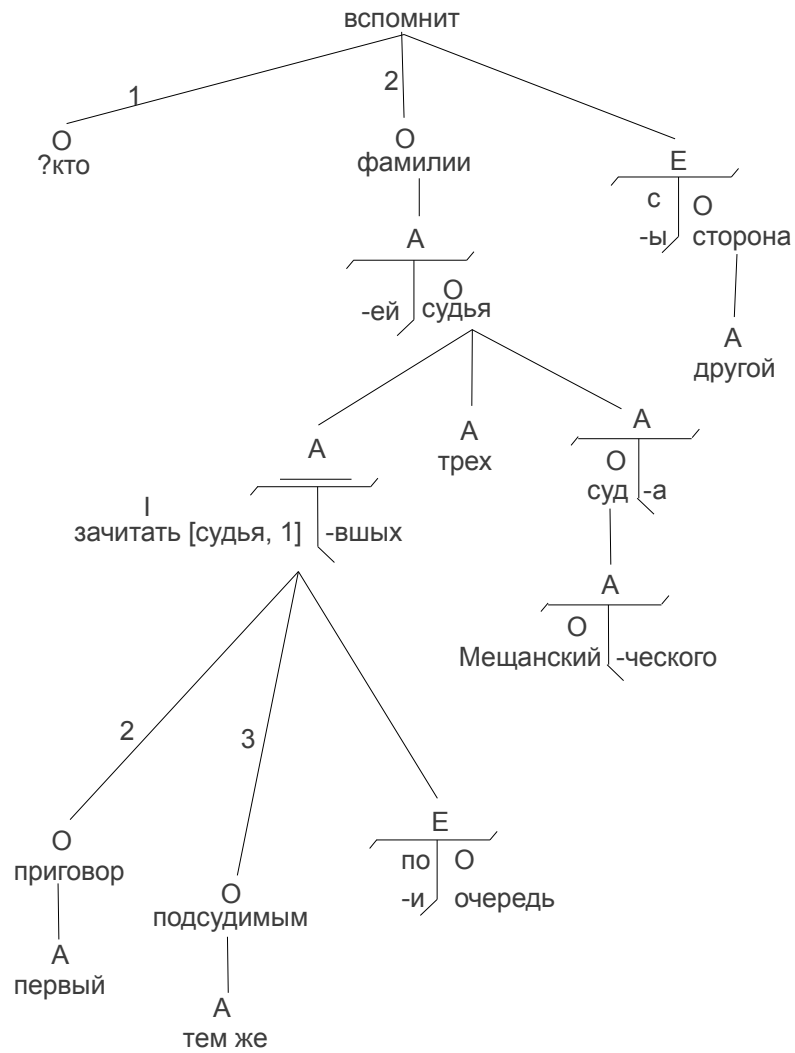 вспомнит
1
2
О
?кто
О
фамилии
Е
с О
-ы сторона
А
-ей О
судья
А
другой
А
А
трех
А
О
суд -а
I
зачитать [судья, 1] -вшых
А
О
Мещанский -ческого
2
3
О
приговор
О
подсудимым
Е
по О
-и очередь
А
первый
А
тем же